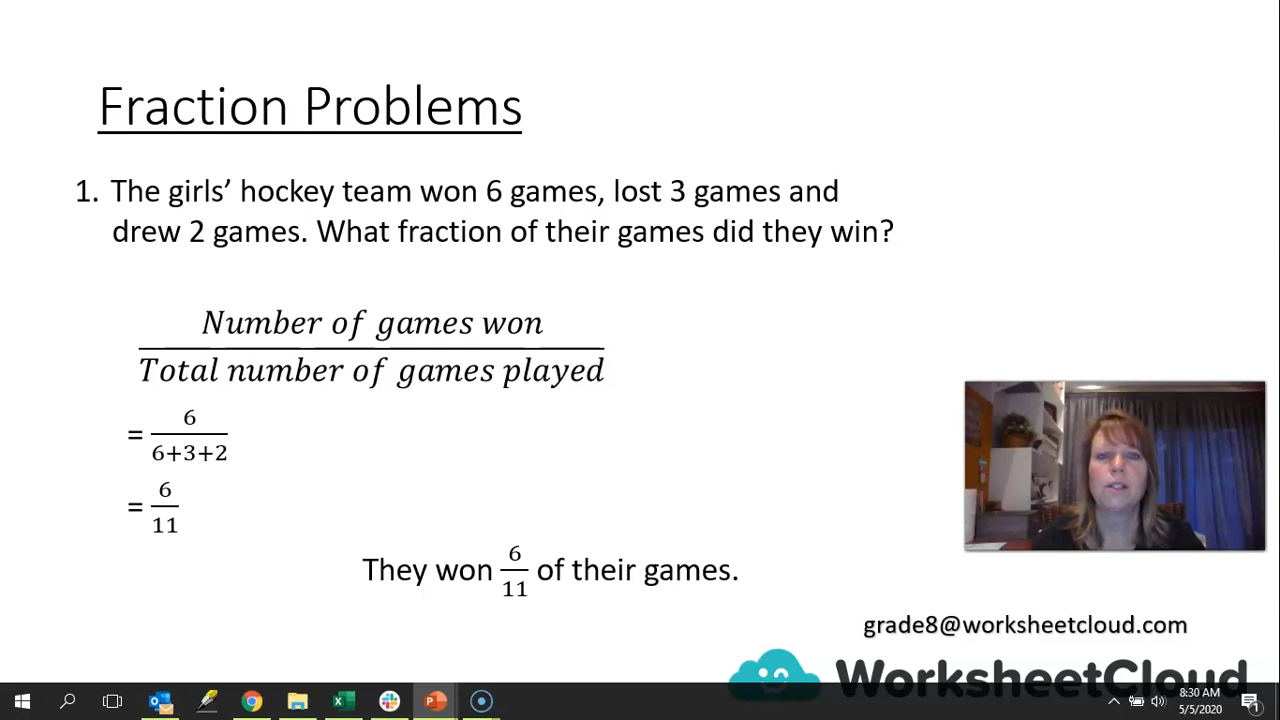 Fraction Problems
1. The girls’ hockey team won 6 games, lost 3 games and
drew 2 games. What fraction of their games did they win?
Number of games won
Total number of games played
= 6
6+3+2
= 6
11
They won 6/11 of their games.
grade8@worksheetcloud.com
WorksheetCloud
8:30 AM
5/5/2020
1